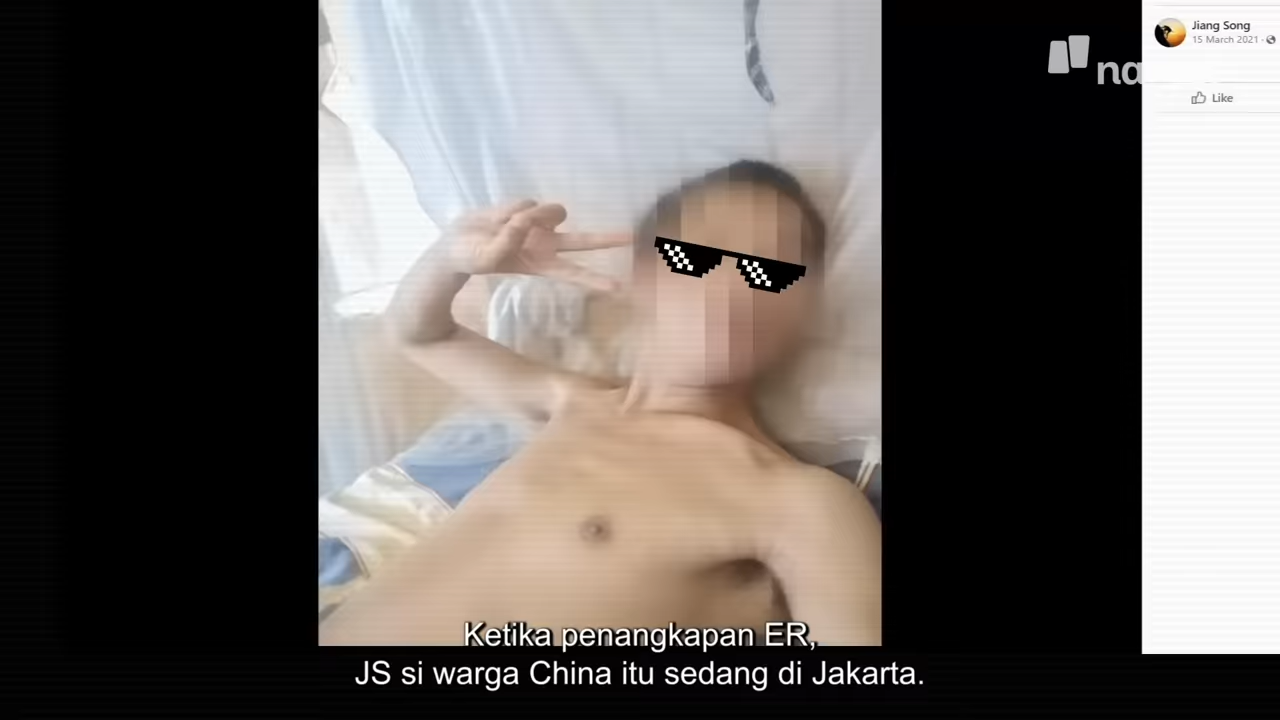 Jiang Song
15 March 2021 ·
Like
Ketika penangkapan ER,
JS si warga China itu sedang di Jakarta.